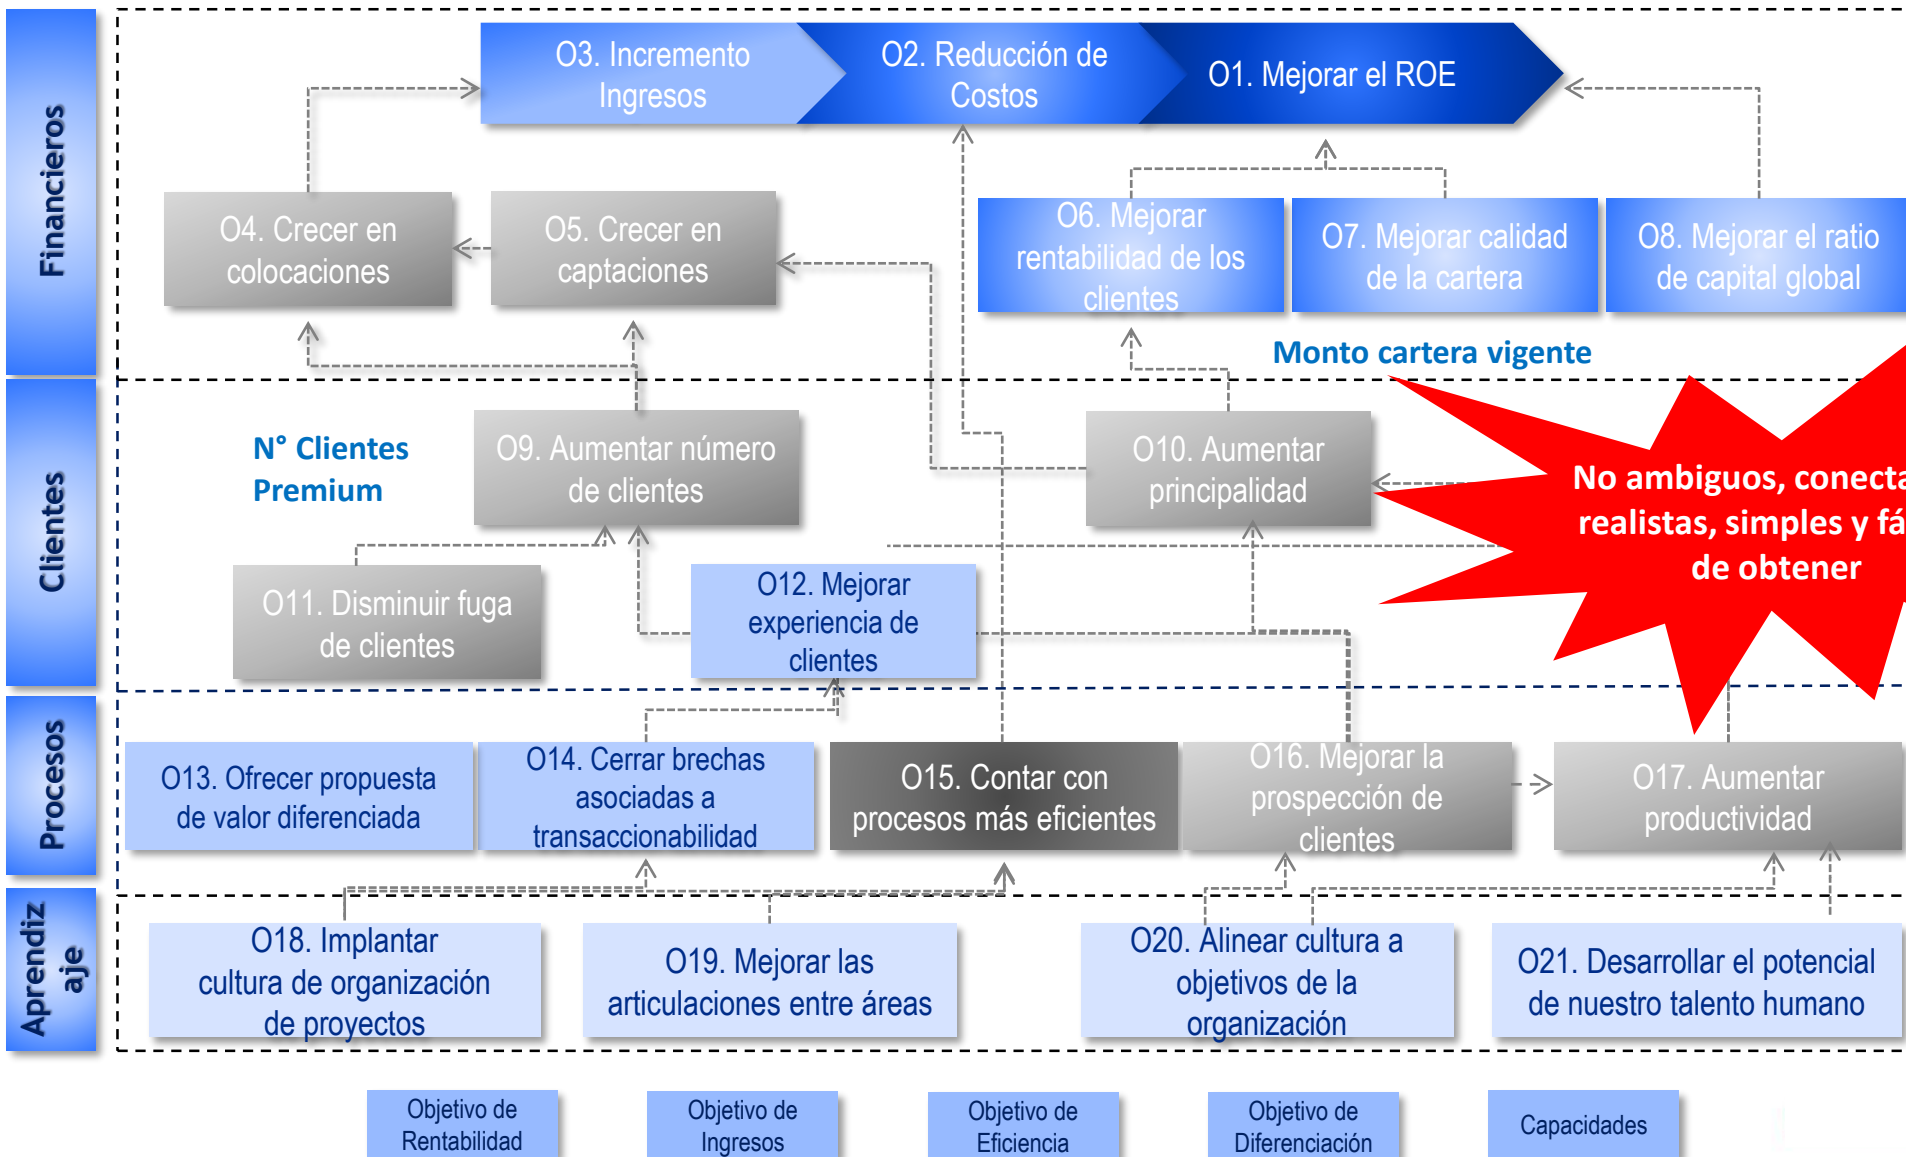 Financieros
O3. Incremento
Ingresos
O2. Reducción de
Costos
O1. Mejorar el ROE
O4. Crecer en
colocaciones
O5. Crecer en
captaciones
O6. Mejorar
rentabilidad de los
clientes
O7. Mejorar calidad
de la cartera
O8. Mejorar el ratio
de capital global
Monto cartera vigente
Clientes
N° Clientes
Premium
O9. Aumentar número
de clientes
O10. Aumentar
principalidad
No ambiguos, conecta
realistas, simples y fá
de obtener
O11. Disminuir fuga
de clientes
O12. Mejorar
experiencia de
clientes
Procesos
O13. Ofrecer propuesta
de valor diferenciada
O14. Cerrar brechas
asociadas a
transaccionabilidad
O15. Contar con
procesos más eficientes
O16. Mejorar la
prospección de
clientes
O17. Aumentar
productividad
Aprendiz
aje
O18. Implantar
cultura de organización
de proyectos
O19. Mejorar las
articulaciones entre áreas
O20. Alinear cultura a
objetivos de la
organización
O21. Desarrollar el potencial
de nuestro talento humano
Objetivo de
Rentabilidad
Objetivo de
Ingresos
Objetivo de
Eficiencia
Objetivo de
Diferenciación
Capacidades